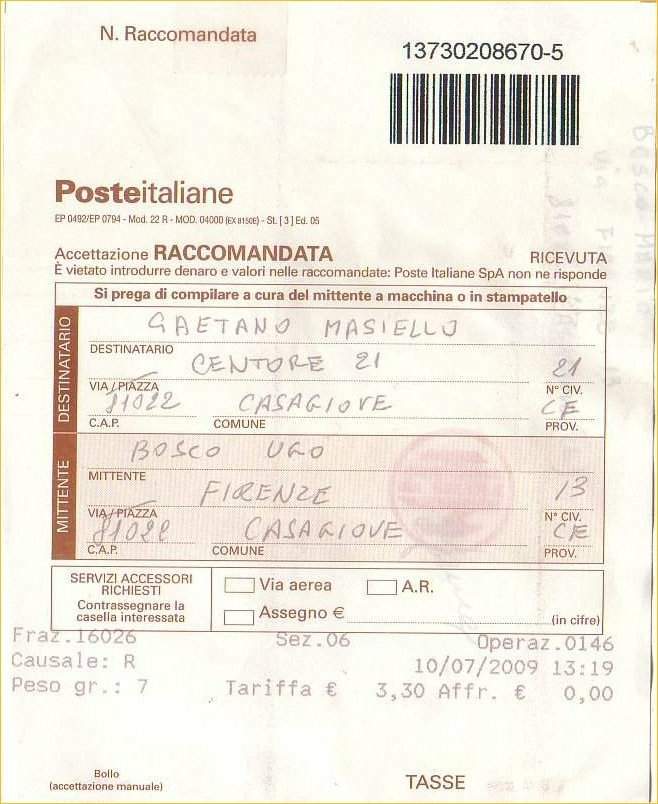 N. Raccomandata
13730208670-5
Posteitaliane
EP 0492/EP 0794 - Mod. 22 R - MOD. 04000 (EX 8150E) - St. [ 3 ] Ed. 05
Accettazione RACCOMANDATA RICEVUTA
È vietato introdurre denaro e valori nelle raccomandate: Poste Italiane SpA non ne risponde
Si prega di compilare a cura del mittente a macchina o in stampatello
DESTINATARIO
GAETANO MASIELLO
DESTINATARIO
CENTORE 21 21
VIA / PIAZZA N° CIV.
81022 CASAGIOVE CE
C.A.P. COMUNE PROV.
MITTENTE
BOSCO UGO
MITTENTE
FIRENZE 13
VIA / PIAZZA N° CIV.
81022 CASAGIOVE CE
C.A.P. COMUNE PROV.
SERVIZI ACCESSORI RICHIESTI
Contrassegnare la casella interessata
Via aerea A.R.
Assegno € (in cifre)
Fraz.16026 Sez.06 Operaz.0146
Causale: R 10/07/2009 13:19
Peso gr.: 7 Tariffa € 3,30 Affr. € 0,00
Bollo
(accettazione manuale)
TASSE